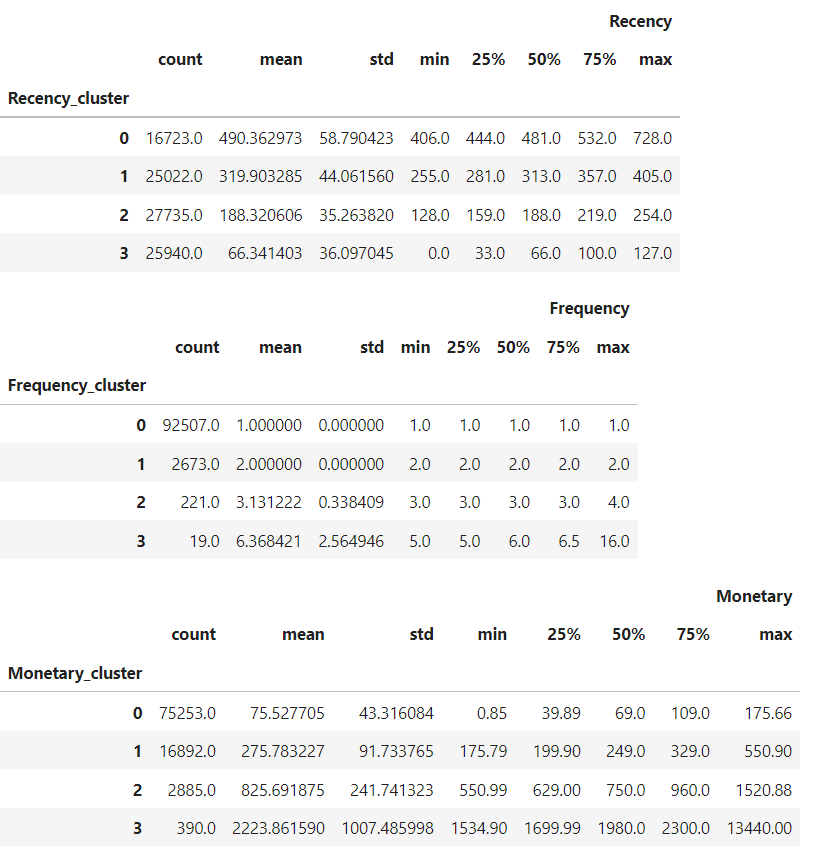 Recency
count mean std min 25% 50% 75% max
Recency_cluster
0 16723.0 490.362973 58.790423 406.0 444.0 481.0 532.0 728.0
1 25022.0 319.903285 44.061560 255.0 281.0 313.0 357.0 405.0
2 27735.0 188.320606 35.263820 128.0 159.0 188.0 219.0 254.0
3 25940.0 66.341403 36.097045 0.0 33.0 66.0 100.0 127.0
Frequency
count mean std min 25% 50% 75% max
Frequency_cluster
0 92507.0 1.000000 0.000000 1.0 1.0 1.0 1.0 1.0
1 2673.0 2.000000 0.000000 2.0 2.0 2.0 2.0 2.0
2 221.0 3.131222 0.338409 3.0 3.0 3.0 3.0 4.0
3 19.0 6.368421 2.564946 5.0 5.0 6.0 6.5 16.0
Monetary
count mean std min 25% 50% 75% max
Monetary_cluster
0 75253.0 75.527705 43.316084 0.85 39.89 69.0 109.0 175.66
1 16892.0 275.783227 91.733765 175.79 199.90 249.0 329.0 550.90
2 2885.0 825.691875 241.741323 550.99 629.00 750.0 960.0 1520.88
3 390.0 2223.861590 1007.485998 1534.90 1699.99 1980.0 2300.0 13440.00